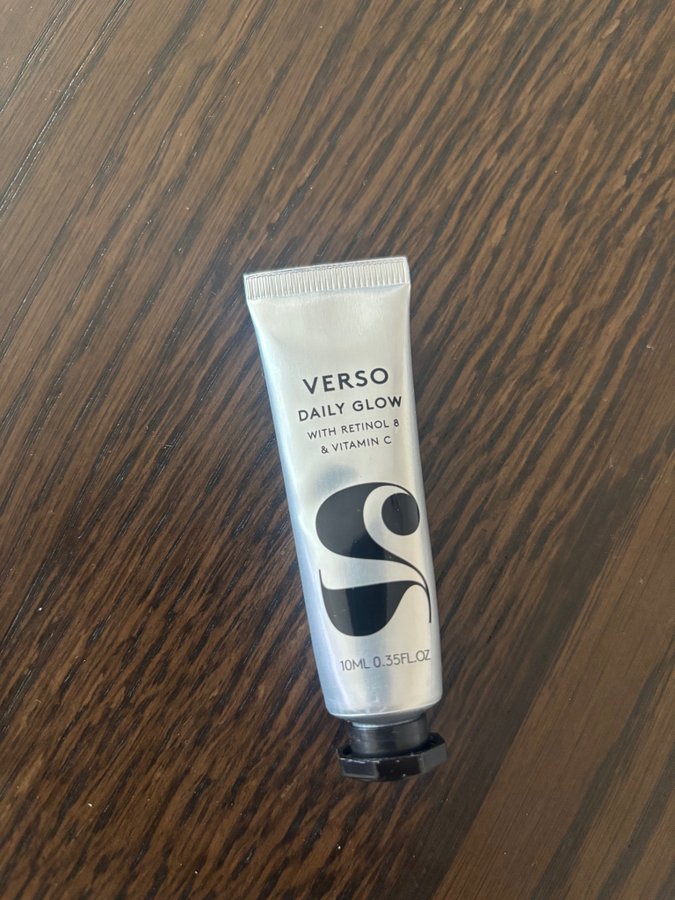 VERSO
DAILY GLOW
WITH RETINOL 8
& VITAMIN C
10ML 0.35FL.OZ